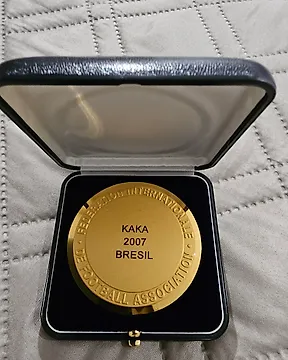 FEDERATION INTERNATIONALE
DE FOOTBALL ASSOCIATION
KAKA
2007
BRESIL